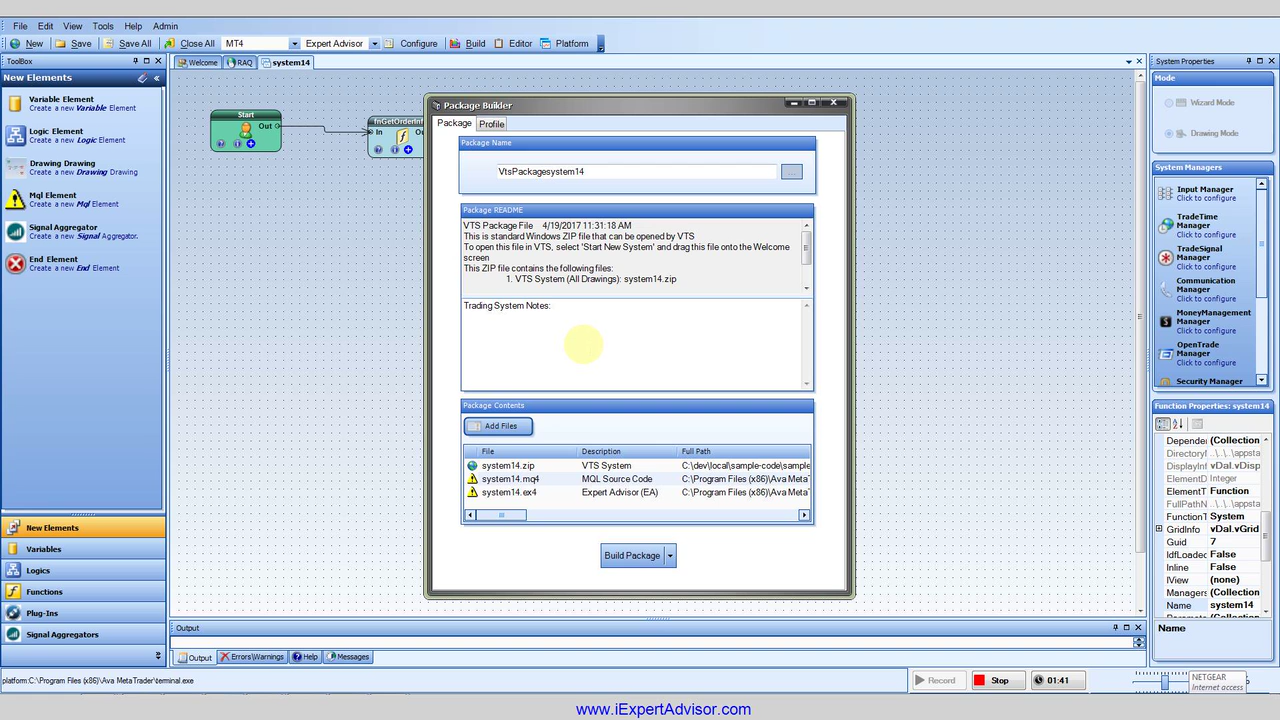 File Edit View Tools Help Admin
New Save Save All Close All MT4 Expert Advisor Configure Build Editor Platform
ToolBox
New Elements
Variable Element
Create a new Variable Element
Logic Element
Create a new Logic Element
Drawing Drawing
Create a new Drawing Drawing
Mql Element
Create a new Mql Element
Signal Aggregator
Create a new Signal Aggregator.
End Element
Create a new End Element
New Elements
Variables
Logics
Functions
Plug-Ins
Signal Aggregators
Welcome RAQ system14
Start
Out
In
Package Builder
Package Profile
Package Name
VtsPackagesystem14
...
Package README
VTS Package File 4/19/2017 11:31:18 AM
This is standard Windows ZIP file that can be opened by VTS
To open this file in VTS, select 'Start New System' and drag this file onto the Welcome
screen
This ZIP file contains the following files:
1. VTS System (All Drawings): system14.zip
Trading System Notes:
Package Contents
Add Files
File Description Full Path
system14.zip VTS System C:\dev\local\sample-code\sample
system14.mq4 MQL Source Code C:\Program Files (x86)\Ava Meta
system14.ex4 Expert Advisor (EA) C:\Program Files (x86)\Ava Meta
Build Package
System Properties
Mode
Wizard Mode
Drawing Mode
System Managers
Input Manager
Click to configure
TradeTime
Manager
Click to configure
TradeSignal
Manager
Click to configure
Communication
Manager
Click to configure
MoneyManagement
Manager
Click to configure
OpenTrade
Manager
Click to configure
Security Manager
Function Properties: system14
Depender (Collection
DisplayInf vDal.vDisp
Integer
ElementT Function
FullPathN ...\..\appsta
FunctionT System
GridInfo vDal.vGrid
Guid 7
IdfLoaded False
Inline False
IView (none)
Managers (Collection
Name system14
Name
Output
Output Errors\Warnings Help Messages
platform:C:\Program Files (x86)\Ava MetaTrader\terminal.exe
Record Stop 01:41
NETGEAR
Internet access
www.iExpertAdvisor.com